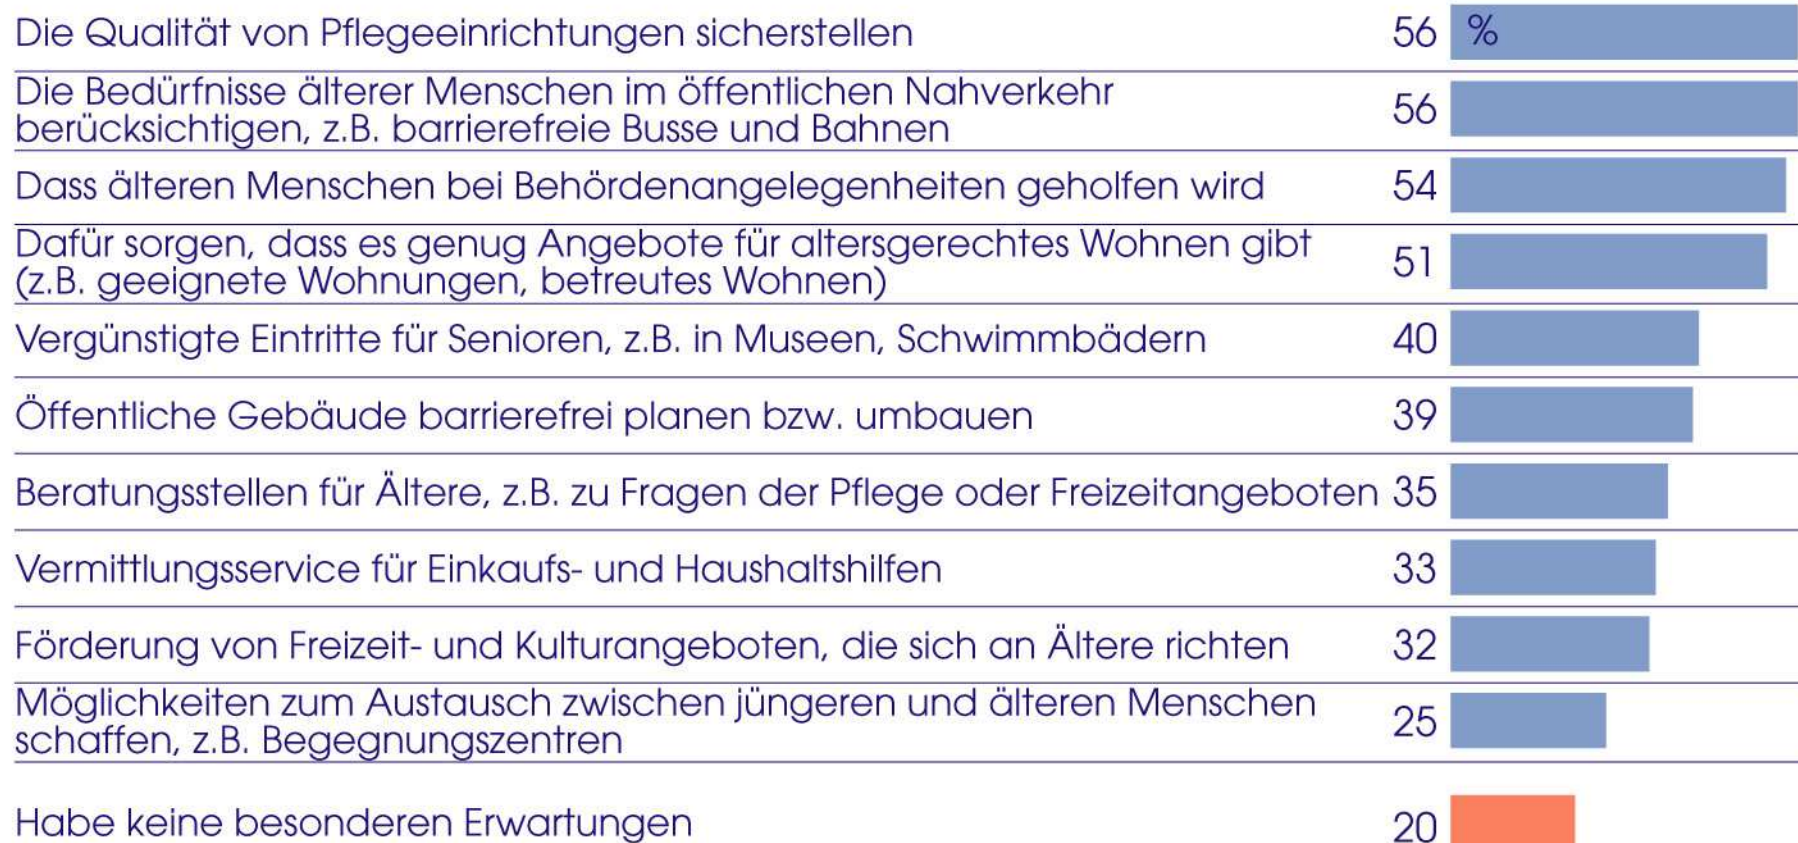 Die Qualität von Pflegeeinrichtungen sicherstellen 56 %
Die Bedürfnisse älterer Menschen im öffentlichen Nahverkehr
berücksichtigen, z.B. barrierefreie Busse und Bahnen 56
Dass älteren Menschen bei Behördenangelegenheiten geholfen wird 54
Dafür sorgen, dass es genug Angebote für altersgerechtes Wohnen gibt
(z.B. geeignete Wohnungen, betreutes Wohnen) 51
Vergünstigte Eintritte für Senioren, z.B. in Museen, Schwimmbädern 40
Öffentliche Gebäude barrierefrei planen bzw. umbauen 39
Beratungsstellen für Ältere, z.B. zu Fragen der Pflege oder Freizeitangeboten 35
Vermittlungsservice für Einkaufs- und Haushaltshilfen 33
Förderung von Freizeit- und Kulturangeboten, die sich an Ältere richten 32
Möglichkeiten zum Austausch zwischen jüngeren und älteren Menschen
schaffen, z.B. Begegnungszentren 25
Habe keine besonderen Erwartungen 20